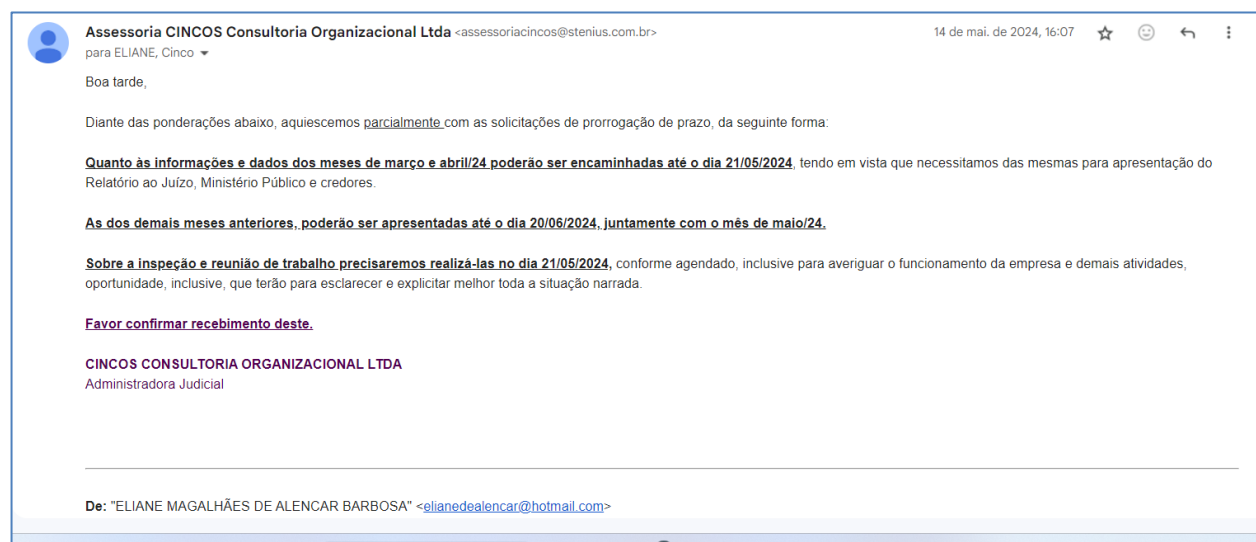 Assessoria CINCOS Consultoria Organizacional Ltda <assessoriacincos@stenius.com.br> 14 de mai. de 2024, 16:07
para ELIANE, Cinco
Boa tarde,
Diante das ponderações abaixo, aquiescemos parcialmente com as solicitações de prorrogação de prazo, da seguinte forma:
Quanto às informações e dados dos meses de março e abril/24 poderão ser encaminhadas até o dia 21/05/2024, tendo em vista que necessitamos das mesmas para apresentação do
Relatório ao Juízo, Ministério Público e credores.
As dos demais meses anteriores, poderão ser apresentadas até o dia 20/06/2024, juntamente com o mês de maio/24.
Sobre a inspeção e reunião de trabalho precisaremos realizá-las no dia 21/05/2024, conforme agendado, inclusive para averiguar o funcionamento da empresa e demais atividades,
oportunidade, inclusive, que terão para esclarecer e explicitar melhor toda a situação narrada.
Favor confirmar recebimento deste.
CINCOS CONSULTORIA ORGANIZACIONAL LTDA
Administradora Judicial
De: "ELIANE MAGALHÃES DE ALENCAR BARBOSA" <elianedealencar@hotmail.com>